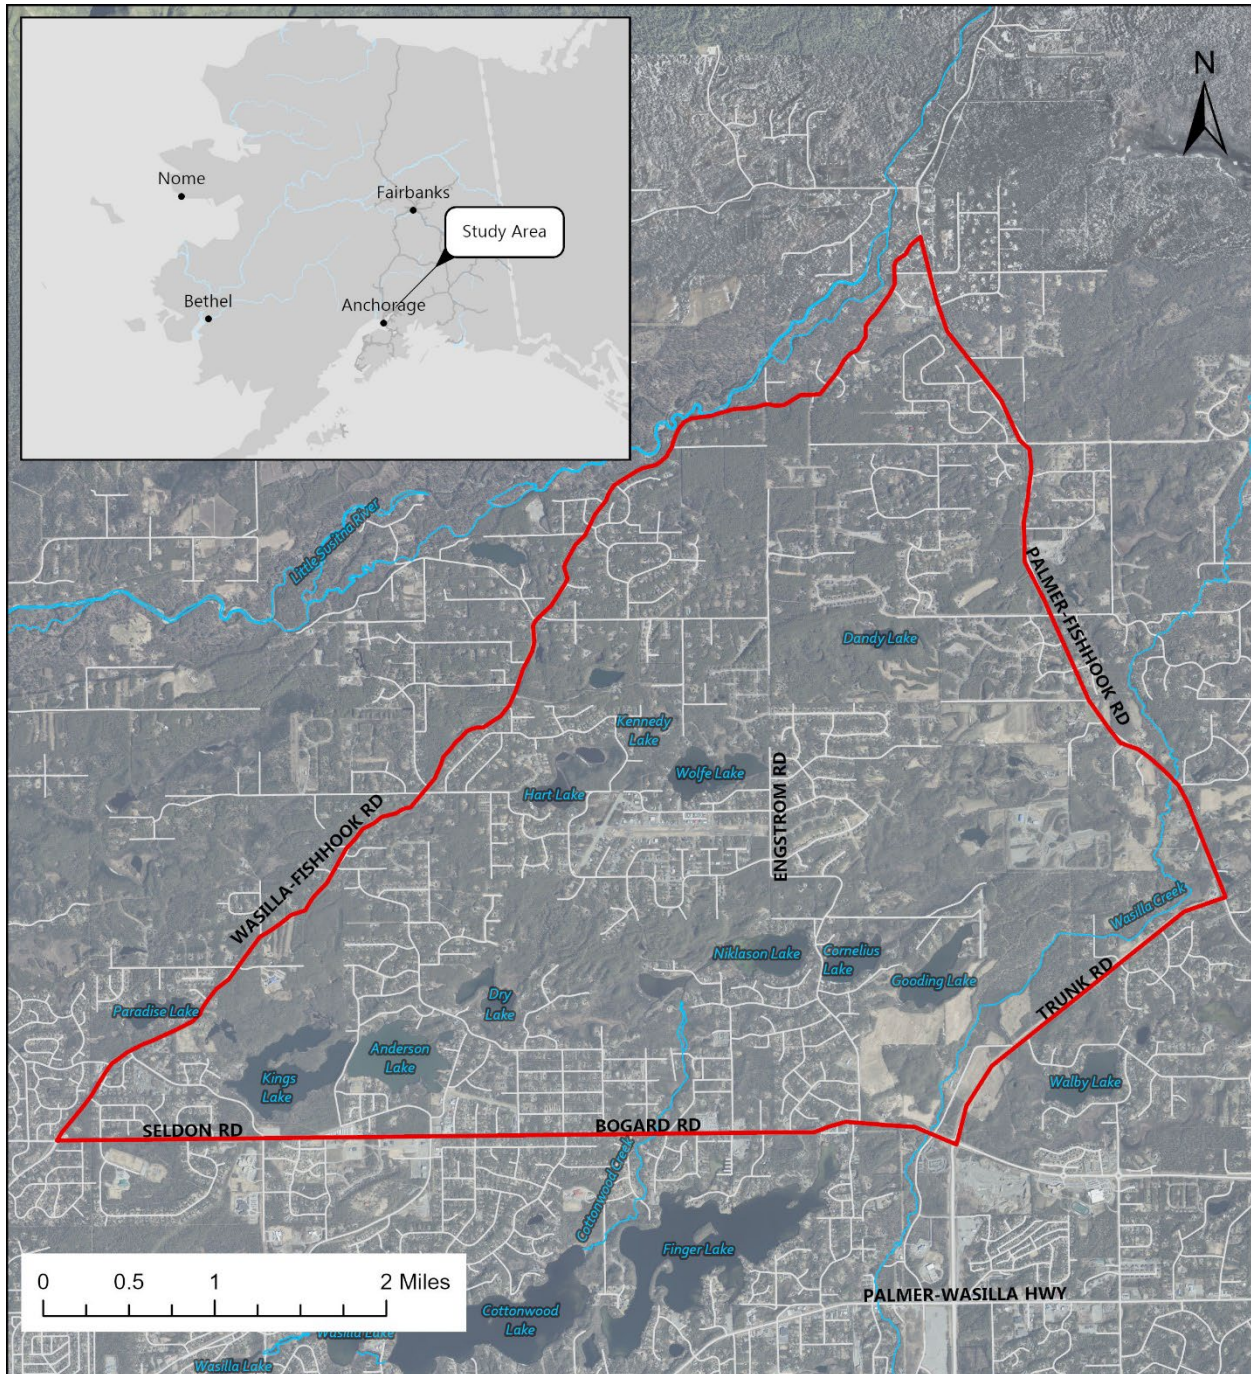 N
Nome
Fairbanks
Study Area
Bethel
Anchorage
Little Susitna River
PALMER-FISHHOOK RD
Dandy Lake
Kennedy
Lake
Wolfe Lake
Hart Lake
ENGSTROM RD
WASILLA-FISHHOOK RD
Wasilla Creek
Niklason Lake
Cornelius
Lake
Gooding Lake
TRUNK RD
Dry
Lake
Paradise Lake
Anderson
Lake
Kings
Lake
Walby Lake
SELDON RD
BOGARD RD
Cottonwood Creek
Finger Lake
PALMER-WASILLA HWY
0 0.5 1 2 Miles
Cottonwood
Lake
Wasilla Lake
Wasilla Lake